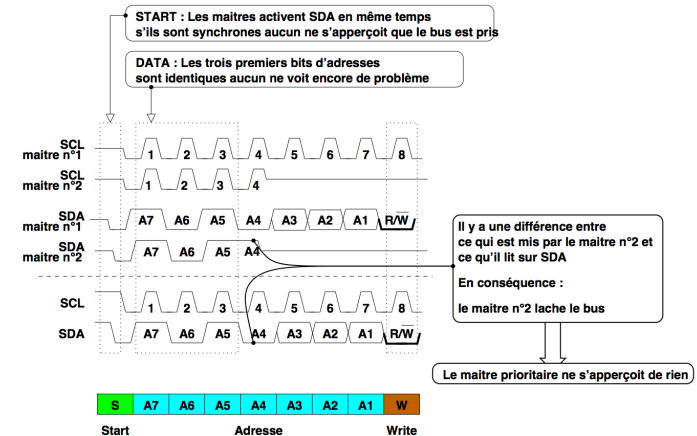 START : Les maitres activent SDA en même temps
s'ils sont synchrones aucun ne s'apperçoit que le bus est pris
DATA : Les trois premiers bits d'adresses
sont identiques aucun ne voit encore de problème
SCL
maitre n°1
1 2 3 4 5 6 7 8
SCL
maitre n°2
1 2 3 4
SDA
maitre n°1
A7 A6 A5 A4 A3 A2 A1 R/W
SDA
maitre n°2
A7 A6 A5 A4
Il y a une différence entre
ce qui est mis par le maitre n°2 et
ce qu'il lit sur SDA
En conséquence :
le maitre n°2 lache le bus
SCL
1 2 3 4 5 6 7 8
SDA
A7 A6 A5 A4 A3 A2 A1 R/W
Le maitre prioritaire ne s'apperçoit de rien
S A7 A6 A5 A4 A3 A2 A1 W
Start Adresse Write